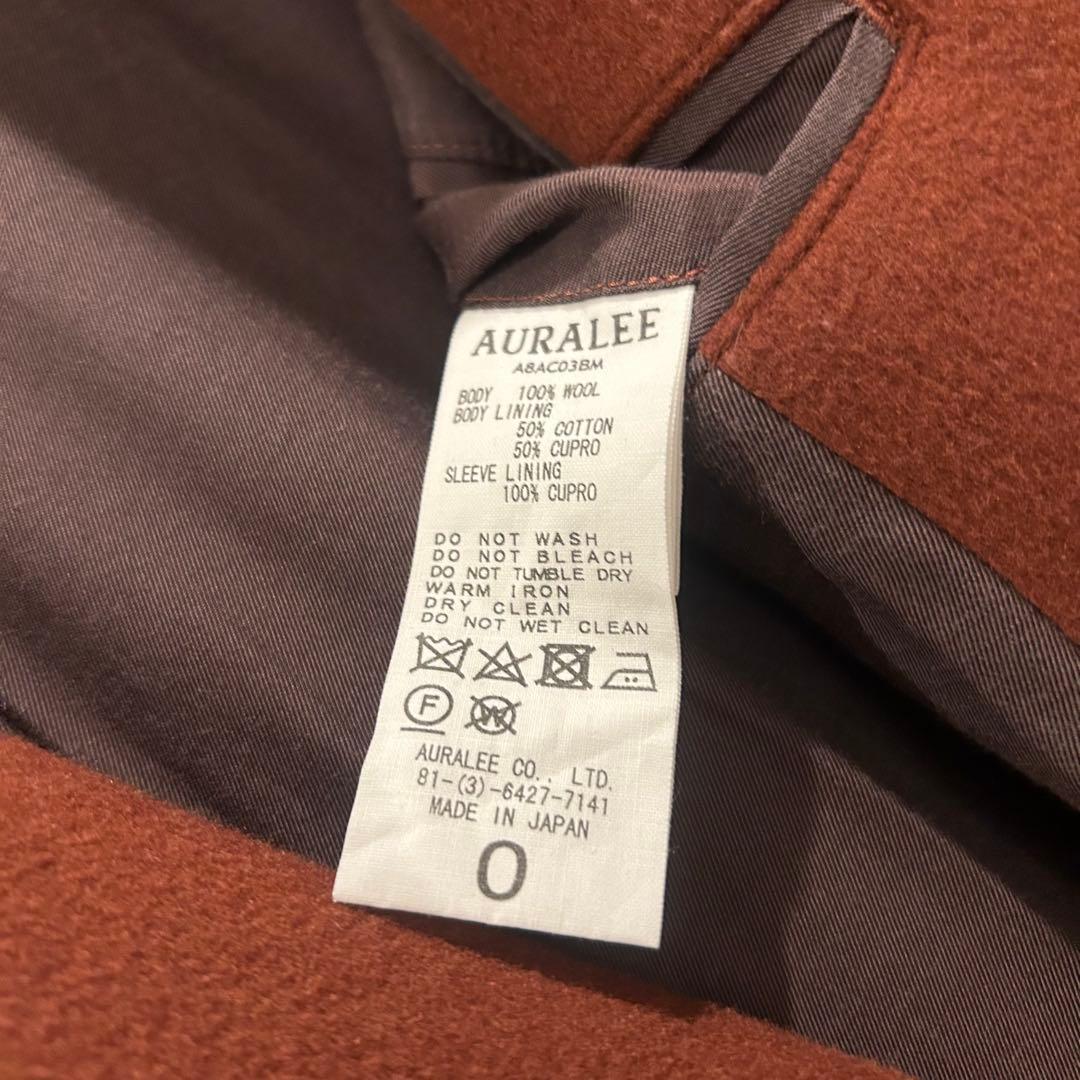 AURALEE
A8AC03BM
BODY 100% WOOL
BODY LINING
50% COTTON
50% CUPRO
SLEEVE LINING
100% CUPRO
DO NOT WASH
DO NOT BLEACH
DO NOT TUMBLE DRY
WARM IRON
DRY CLEAN
DO NOT WET CLEAN
F W
AURALEE CO., LTD.
81-(3)-6427-7141
MADE IN JAPAN
0